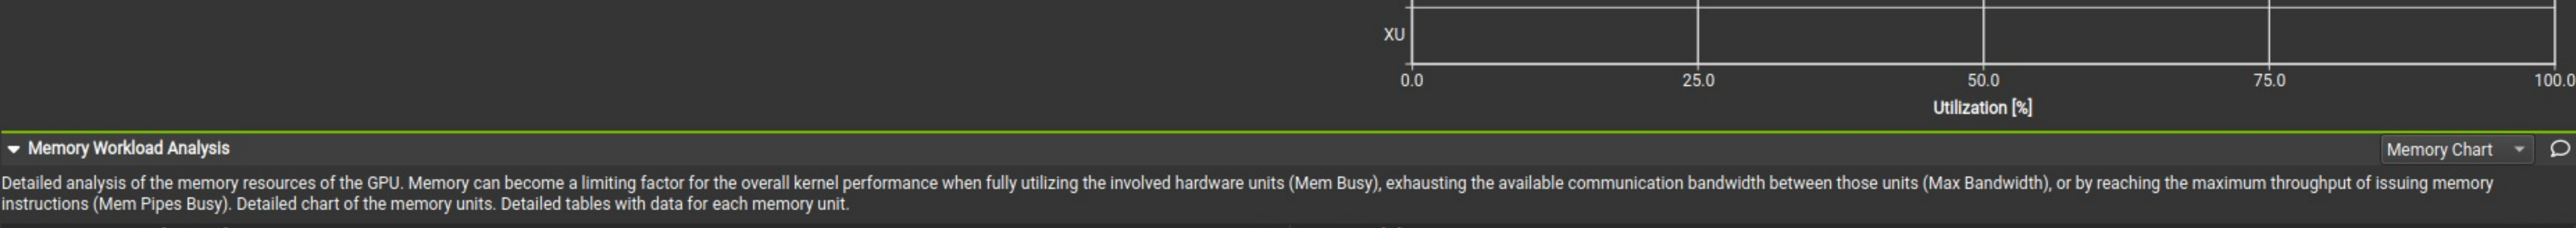 XU
0.0 25.0 50.0 75.0 100.0
Utilization [%]
Memory Workload Analysis
Memory Chart
Detailed analysis of the memory resources of the GPU. Memory can become a limiting factor for the overall kernel performance when fully utilizing the involved hardware units (Mem Busy), exhausting the available communication bandwidth between those units (Max Bandwidth), or by reaching the maximum throughput of issuing memory
instructions (Mem Pipes Busy). Detailed chart of the memory units. Detailed tables with data for each memory unit.